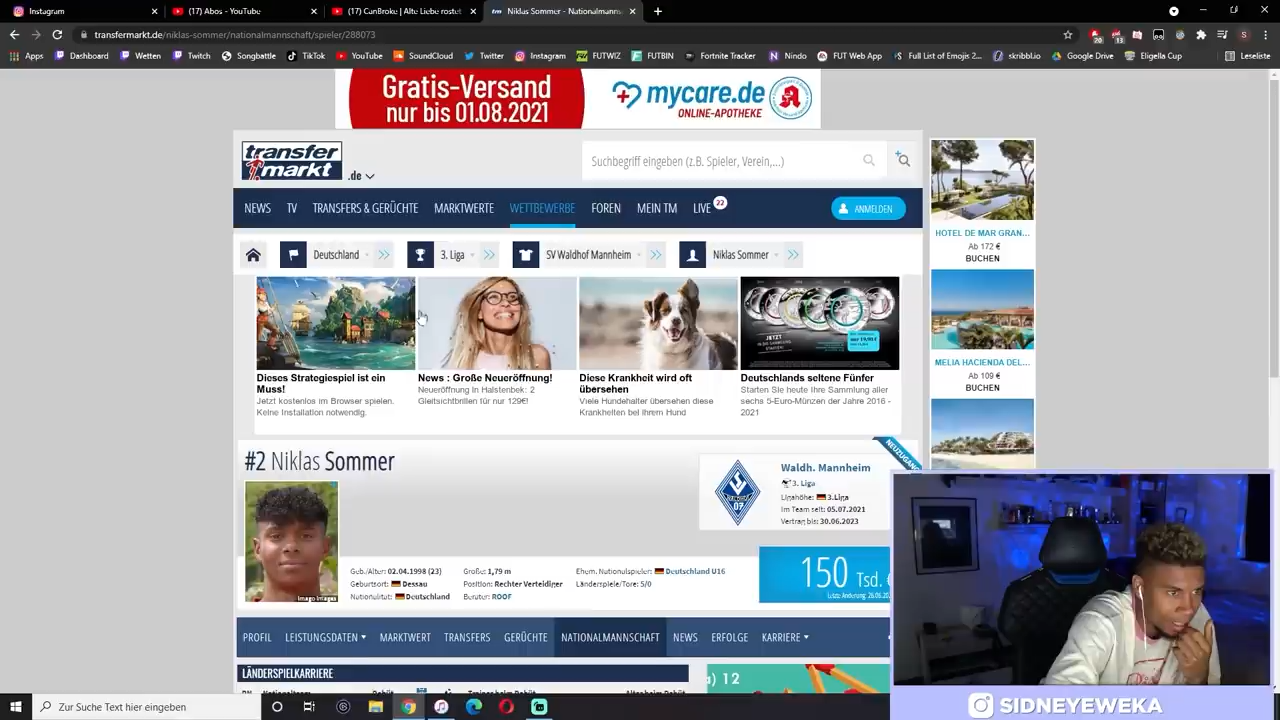 Instagram
(17) Abos - YouTube
(17) CanBroke | Alte Liebe rostet
tm Niklas Sommer - Nationalmannsc
transfermarkt.de/niklas-sommer/nationalmannschaft/spieler/288073
Apps Dashboard Wetten Twitch Songbattle TikTok YouTube SoundCloud Twitter Instagram FUTWIZ FUTBIN Fortnite Tracker Nindo FUT Web App Full List of Emojis 2... skribbl.io Google Drive Eligella Cup Leseliste
Gratis-Versand
nur bis 01.08.2021
mycare.de
ONLINE-APOTHEKE
transfer
markt
.de
Suchbegriff eingeben (z.B. Spieler, Verein,...)
NEWS TV TRANSFERS & GERÜCHTE MARKTWERTE WETTBEWERBE FOREN MEIN TM LIVE 22 ANMELDEN
Deutschland 3. Liga SV Waldhof Mannheim Niklas Sommer
HOTEL DE MAR GRAN...
Ab 172 €
BUCHEN
MELIA HACIENDA DEL...
Ab 109 €
BUCHEN
Dieses Strategiespiel ist ein
Muss!
Jetzt kostenlos im Browser spielen.
Keine Installation notwendig.
News : Große Neueröffnung!
Neueröffnung in Halstenbek: 2
Gleitsichtbrillen für nur 129€!
Diese Krankheit wird oft
übersehen
Viele Hundehalter übersehen diese
Krankheiten bei ihrem Hund
JETZT
Deutschlands seltene Fünfer
Starten Sie heute Ihre Sammlung aller
sechs 5-Euro-Münzen der Jahre 2016 -
2021
#2 Niklas Sommer
NEUZUGANG
Waldh. Mannheim
3. Liga
Ligahöhe: 3.Liga
Im Team seit: 05.07.2021
Vertrag bis: 30.06.2023
07
Imago Images
Geb./Alter: 02.04.1998 (23)
Geburtsort: Dessau
Nationalität: Deutschland
Größe: 1,79 m
Position: Rechter Verteidiger
Berater: ROOF
Ehem. Nationalspieler: Deutschland U16
Länderspiele/Tore: 5/0
150 Tsd. €
Letzte Änderung:
PROFIL LEISTUNGSDATEN MARKTWERT TRANSFERS GERÜCHTE NATIONALMANNSCHAFT NEWS ERFOLGE KARRIERE
LÄNDERSPIELKARRIERE
) 12
SIDNEYEWEKA
Zur Suche Text hier eingeben